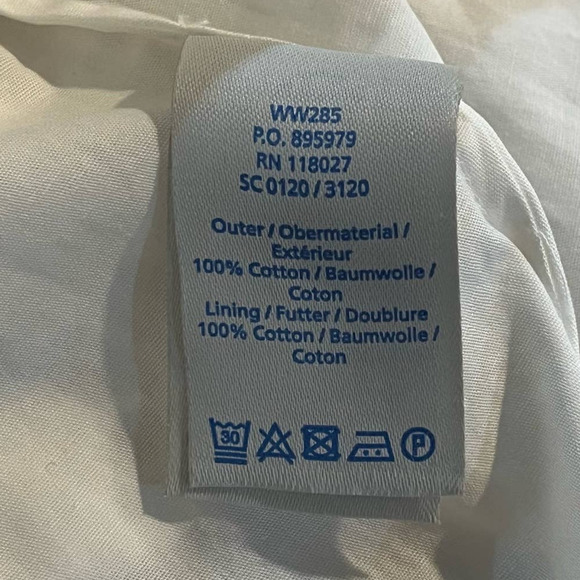 WW285
P.O. 895979
RN 118027
SC 0120 / 3120
Outer / Obermaterial /
Extérieur
100% Cotton / Baumwolle /
Coton
Lining / Futter / Doublure
100% Cotton / Baumwolle /
Coton
30 P